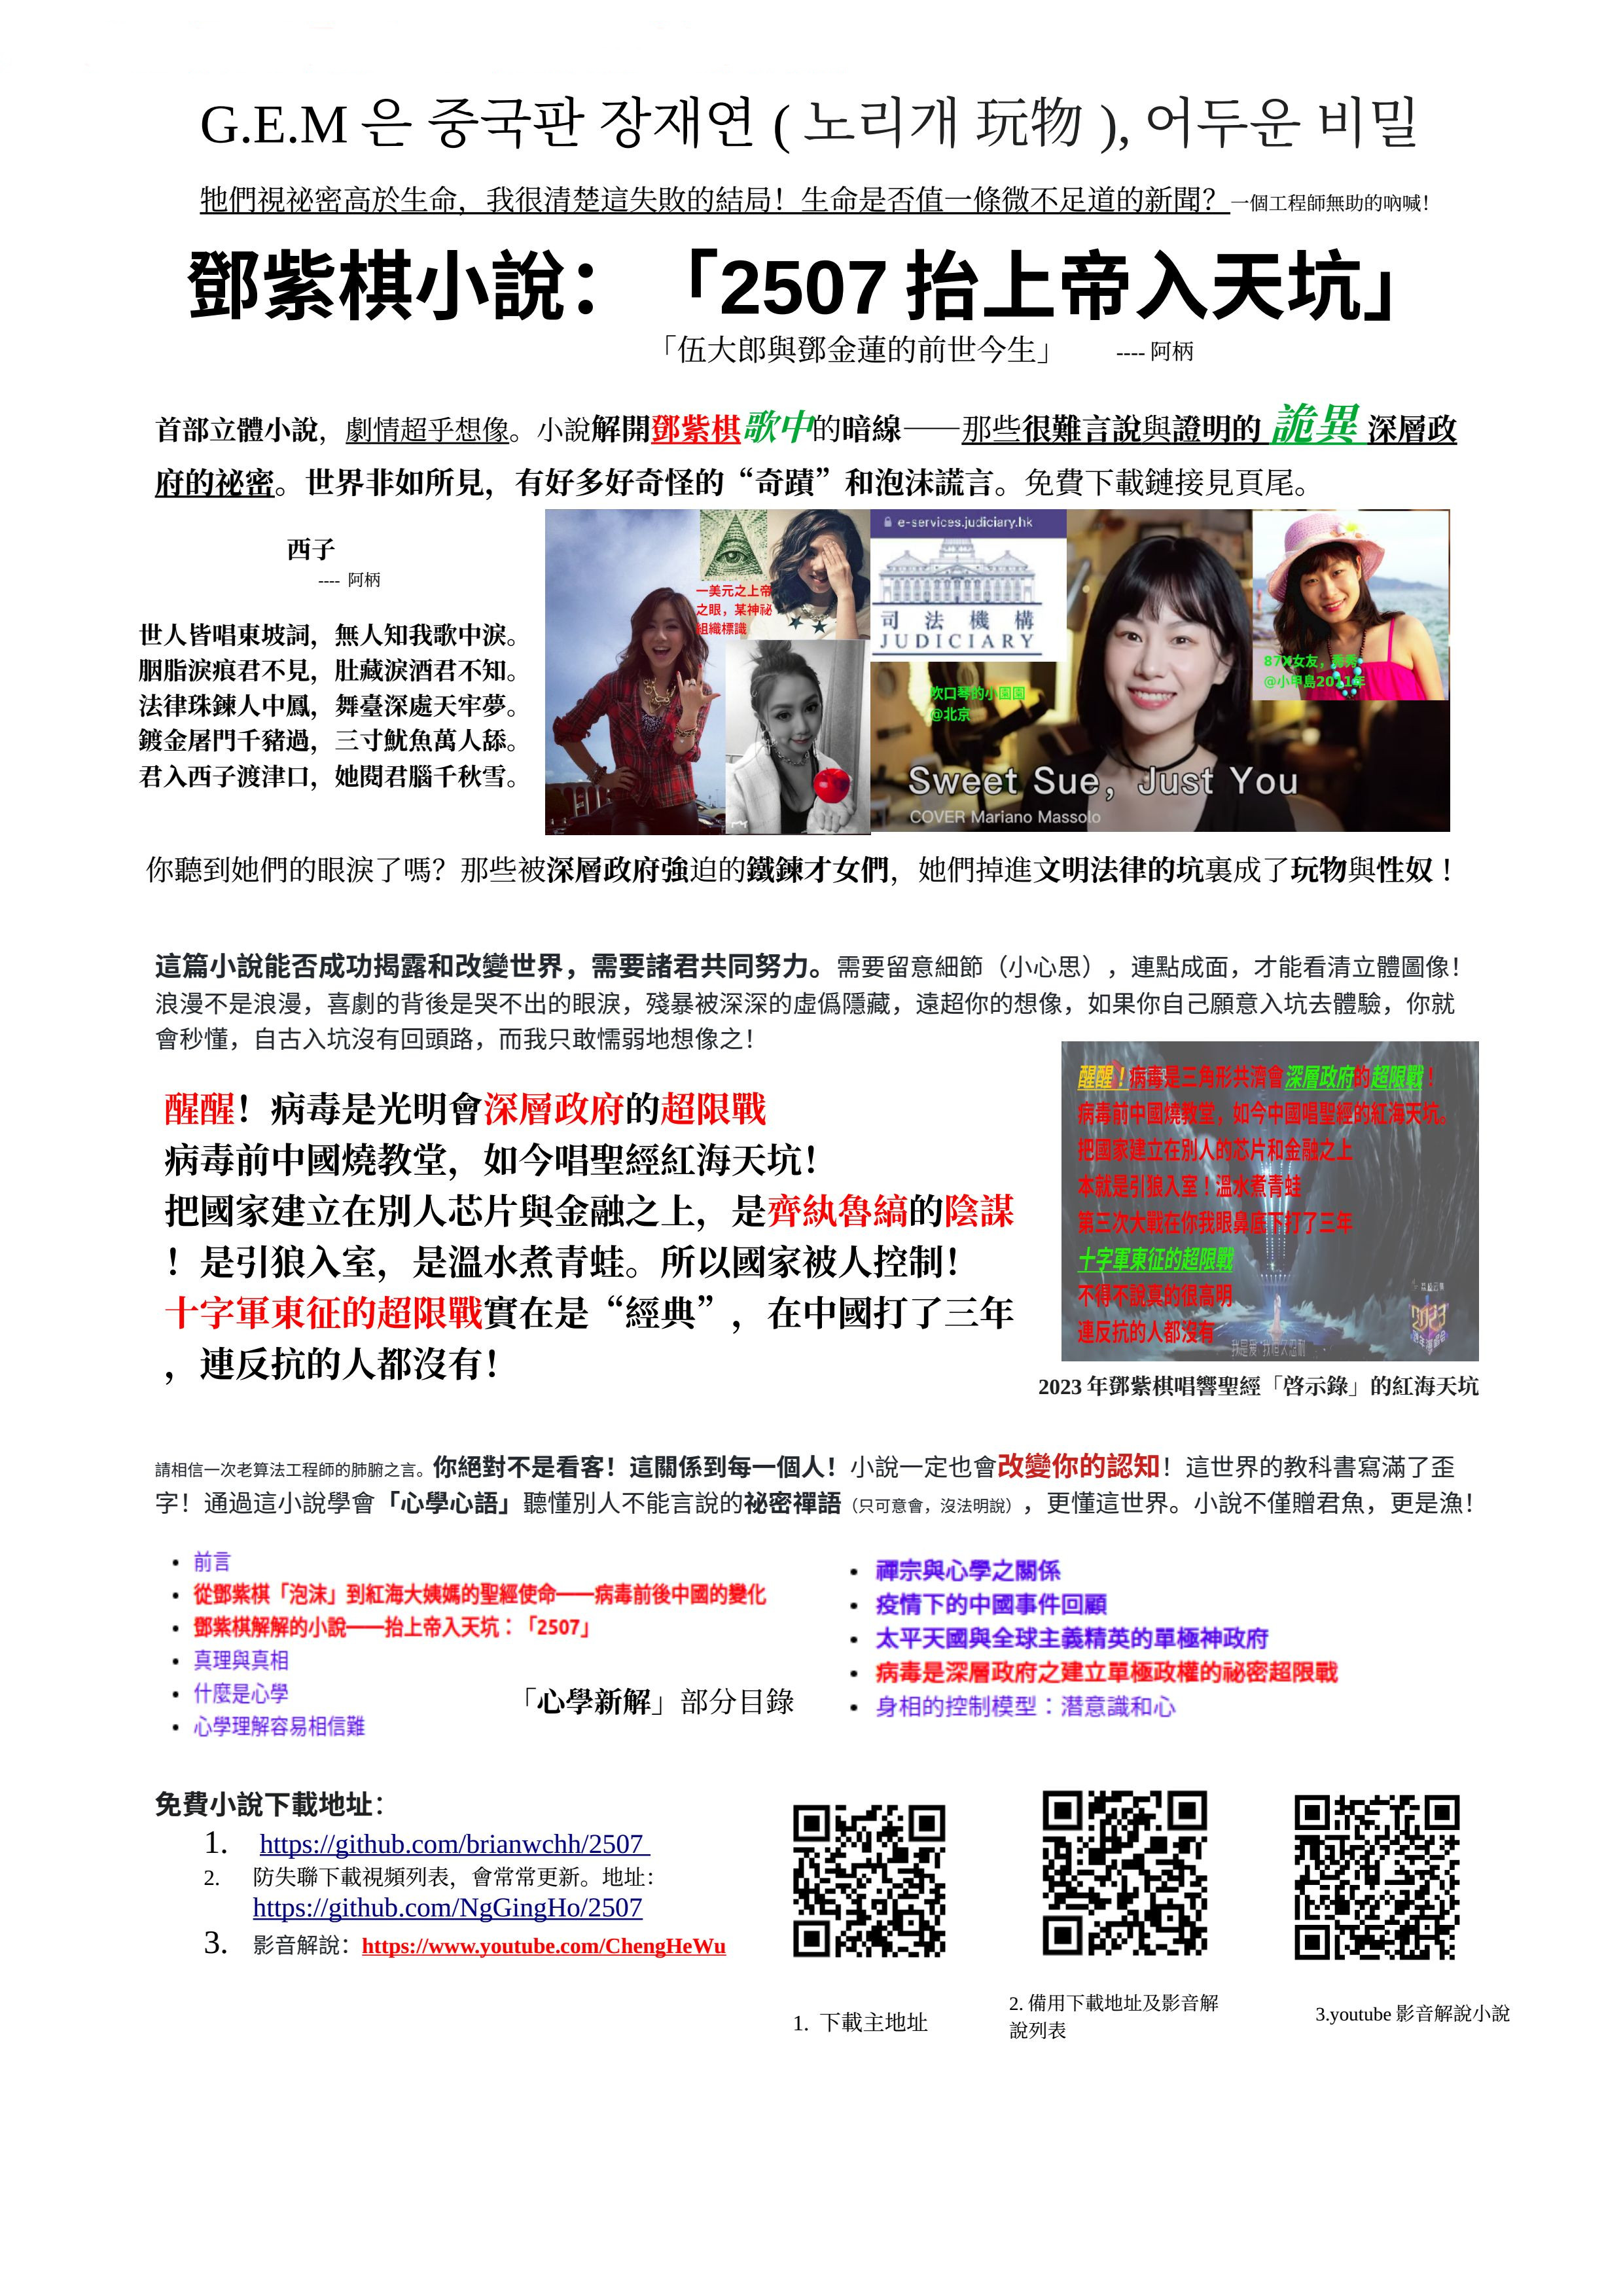 G.E.M 은 중국판 장재연 ( 노리개 玩物 ), 어두운 비밀
牠們視祕密高於生命，我很清楚這失敗的結局！生命是否值一條微不足道的新聞？一個工程師無助的吶喊！
鄧紫棋小說：「2507 抬上帝入天坑」
「伍大郎與鄧金蓮的前世今生」 ---- 阿柄
首部立體小說，劇情超乎想像。小說解開鄧紫棋歌中的暗線——那些很難言說與證明的 詭異 深層政
府的祕密。世界非如所見，有好多好奇怪的“奇蹟”和泡沫謊言。免費下載鏈接見頁尾。
西子
---- 阿柄
世人皆唱東坡詞，無人知我歌中淚。
胭脂淚痕君不見，肚藏淚酒君不知。
法律珠鍊人中鳳，舞臺深處天牢夢。
鍍金屠門千豬過，三寸魷魚萬人舔。
君入西子渡津口，她閱君腦千秋雪。
一美元之上帝
之眼，某神祕
組織標識
e-services.judiciary.hk
司法機構
JUDICIARY
吹口琴的小囿囿
@北京
87X女友，秀秀
@小甲島2011年
Sweet Sue，Just You
COVER Mariano Massolo
你聽到她們的眼淚了嗎？那些被深層政府強迫的鐵鍊才女們，她們掉進文明法律的坑裏成了玩物與性奴！
這篇小說能否成功揭露和改變世界，需要諸君共同努力。需要留意細節（小心思），連點成面，才能看清立體圖像！
浪漫不是浪漫，喜劇的背後是哭不出的眼淚，殘暴被深深的虛僞隱藏，遠超你的想像，如果你自己願意入坑去體驗，你就
會秒懂，自古入坑沒有回頭路，而我只敢懦弱地想像之！
醒醒！病毒是光明會深層政府的超限戰
病毒前中國燒教堂，如今唱聖經紅海天坑！
把國家建立在別人芯片與金融之上，是齊紈魯縞的陰謀
！是引狼入室，是溫水煮青蛙。所以國家被人控制！
十字軍東征的超限戰實在是“經典”，在中國打了三年
，連反抗的人都沒有！
醒醒！病毒是三角形共濟會深層政府的超限戰！
病毒前中國燒教堂，如今中國唱聖經的紅海天坑。
把國家建立在別人的芯片和金融之上
本就是引狼入室！溫水煮青蛙
第三次大戰在你我眼鼻底下打了三年
十字軍東征的超限戰
不得不說真的很高明
連反抗的人都沒有
2023 年鄧紫棋唱響聖經「啓示錄」的紅海天坑
請相信一次老算法工程師的肺腑之言。你絕對不是看客！這關係到每一個人！小說一定也會改變你的認知！這世界的教科書寫滿了歪
字！通過這小說學會「心學心語」聽懂別人不能言說的祕密禪語（只可意會，沒法明說），更懂這世界。小說不僅贈君魚，更是漁！
• 前言
• 從鄧紫棋「泡沫」到紅海大姨媽的聖經使命——病毒前後中國的變化
• 鄧紫棋解解的小說——抬上帝入天坑：「2507」
• 真理與真相
• 什麼是心學
• 心學理解容易相信難
「心學新解」部分目錄
• 禪宗與心學之關係
• 疫情下的中國事件回顧
• 太平天國與全球主義精英的單極神政府
• 病毒是深層政府之建立單極政權的祕密超限戰
• 身相的控制模型：潛意識和心
免費小說下載地址：
1. https://github.com/brianwchh/2507
2. 防失聯下載視頻列表，會常常更新。地址：
https://github.com/NgGingHo/2507
3. 影音解說：https://www.youtube.com/ChengHeWu
1. 下載主地址
2. 備用下載地址及影音解
說列表
3.youtube 影音解說小說